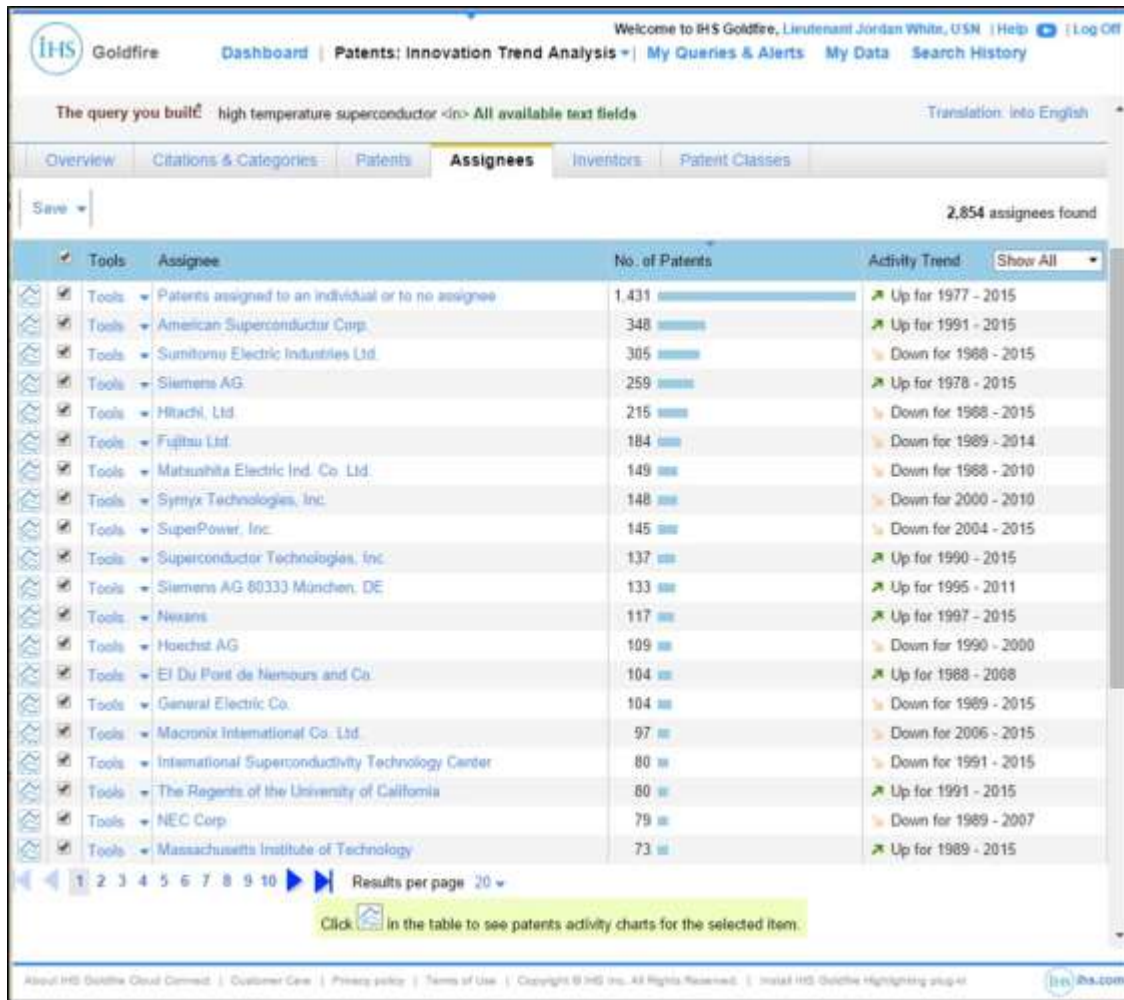 Welcome to IHS Goldfire, Lieutenant Jordan White, USN | Help | Log Off
IHS Goldfire Dashboard | Patents: Innovation Trend Analysis | My Queries & Alerts My Data Search History
The query you built: high temperature superconductor <in> All available text fields Translation: into English
Overview Citations & Categories Patents Assignees Inventors Patent Classes
Save 2,854 assignees found
Tools Assignee No. of Patents Activity Trend Show All
Tools Patents assigned to an individual or to no assignee 1,431 Up for 1977 - 2015
Tools American Superconductor Corp. 348 Up for 1991 - 2015
Tools Sumitomo Electric Industries Ltd. 305 Down for 1988 - 2015
Tools Siemens AG 259 Up for 1978 - 2015
Tools Hitachi, Ltd. 215 Down for 1988 - 2015
Tools Fujitsu Ltd. 184 Down for 1989 - 2014
Tools Matsushita Electric Ind. Co. Ltd. 149 Down for 1988 - 2010
Tools Symyx Technologies, Inc. 148 Down for 2000 - 2010
Tools SuperPower, Inc. 145 Down for 2004 - 2015
Tools Superconductor Technologies, Inc. 137 Up for 1990 - 2015
Tools Siemens AG 80333 München, DE 133 Up for 1995 - 2011
Tools Nexans 117 Up for 1997 - 2015
Tools Hoechst AG 109 Down for 1990 - 2000
Tools EI Du Pont de Nemours and Co. 104 Up for 1988 - 2008
Tools General Electric Co. 104 Down for 1989 - 2015
Tools Macronix International Co. Ltd. 97 Down for 2006 - 2015
Tools International Superconductivity Technology Center 80 Down for 1991 - 2015
Tools The Regents of the University of California 80 Up for 1991 - 2015
Tools NEC Corp. 79 Down for 1989 - 2007
Tools Massachusetts Institute of Technology 73 Up for 1989 - 2015
1 2 3 4 5 6 7 8 9 10 Results per page 20
Click in the table to see patents activity charts for the selected item.
About IHS Goldfire Cloud Connect | Customer Care | Privacy policy | Terms of Use | Copyright © IHS Inc. All Rights Reserved. | Install IHS Goldfire Highlighting plug-in IHS ihs.com